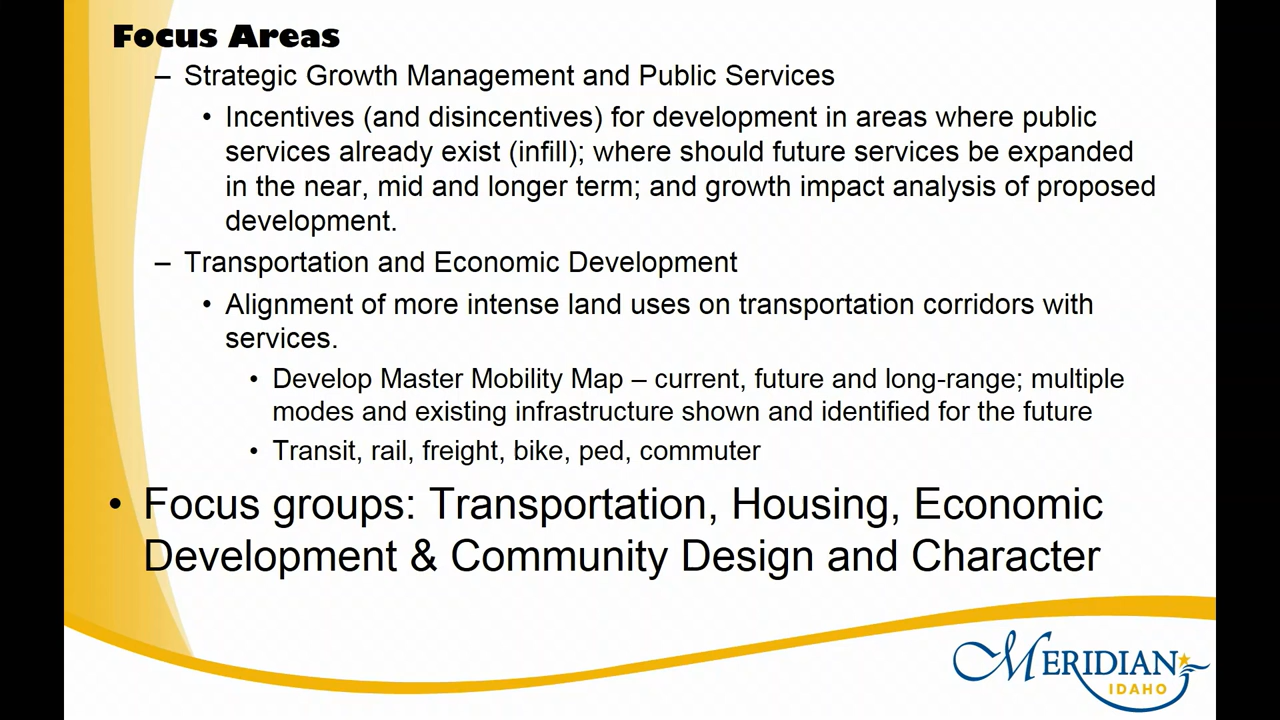 Focus Areas
– Strategic Growth Management and Public Services
• Incentives (and disincentives) for development in areas where public
services already exist (infill); where should future services be expanded
in the near, mid and longer term; and growth impact analysis of proposed
development.
– Transportation and Economic Development
• Alignment of more intense land uses on transportation corridors with
services.
• Develop Master Mobility Map – current, future and long-range; multiple
modes and existing infrastructure shown and identified for the future
• Transit, rail, freight, bike, ped, commuter
• Focus groups: Transportation, Housing, Economic
Development & Community Design and Character
MERIDIAN
IDAHO